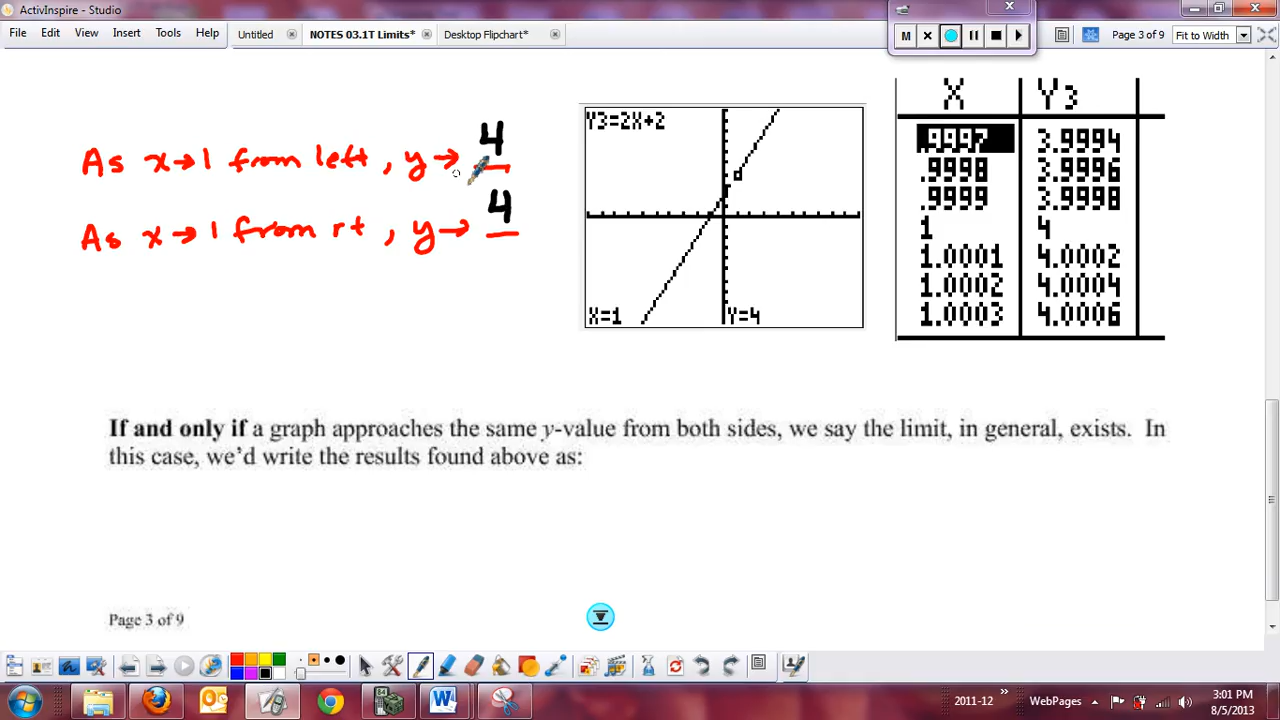 ActivInspire - Studio
File Edit View Insert Tools Help Untitled NOTES 03.1T Limits* Desktop Flipchart* M Page 3 of 9 Fit to Width
As x→1 from left, y→ 4
As x→1 from rt, y→ 4
Y3=2X+2
X=1 Y=4
X Y3
.9997 3.9994
.9998 3.9996
.9999 3.9998
1 4
1.0001 4.0002
1.0002 4.0004
1.0003 4.0006
If and only if a graph approaches the same y-value from both sides, we say the limit, in general, exists. In
this case, we'd write the results found above as:
Page 3 of 9
2011-12 WebPages 3:01 PM
8/5/2013